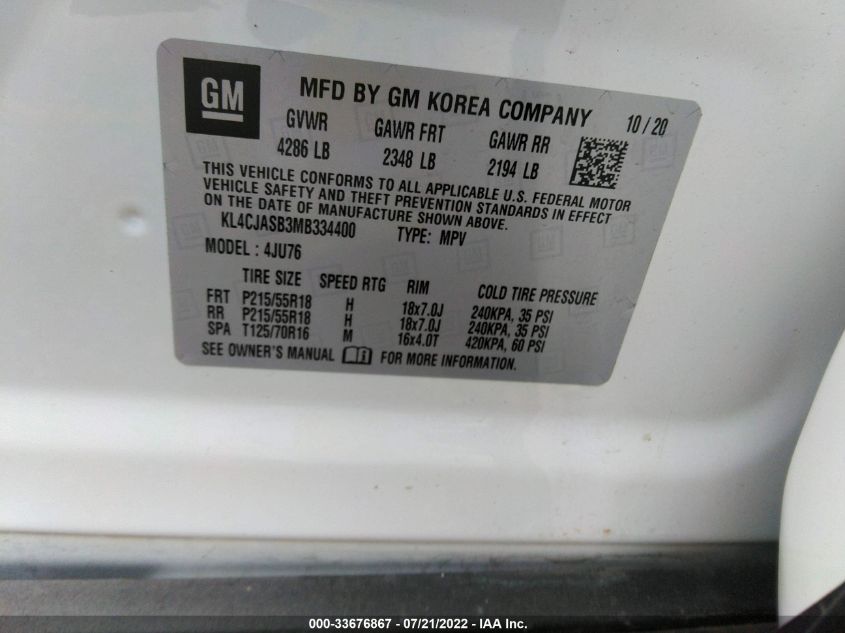 GM
MFD BY GM KOREA COMPANY 10/20
GVWR GAWR FRT GAWR RR
4286 LB 2348 LB 2194 LB
THIS VEHICLE CONFORMS TO ALL APPLICABLE U.S. FEDERAL MOTOR
VEHICLE SAFETY AND THEFT PREVENTION STANDARDS IN EFFECT
ON THE DATE OF MANUFACTURE SHOWN ABOVE.
KL4CJASB3MB334400 TYPE: MPV
MODEL: 4JU76
TIRE SIZE SPEED RTG RIM COLD TIRE PRESSURE
FRT P215/55R18 H 18x7.0J 240KPA, 35 PSI
RR P215/55R18 H 18x7.0J 240KPA, 35 PSI
SPA T125/70R16 M 16x4.0T 420KPA, 60 PSI
SEE OWNER'S MANUAL FOR MORE INFORMATION.
000-33676867 - 07/21/2022 - IAA Inc.